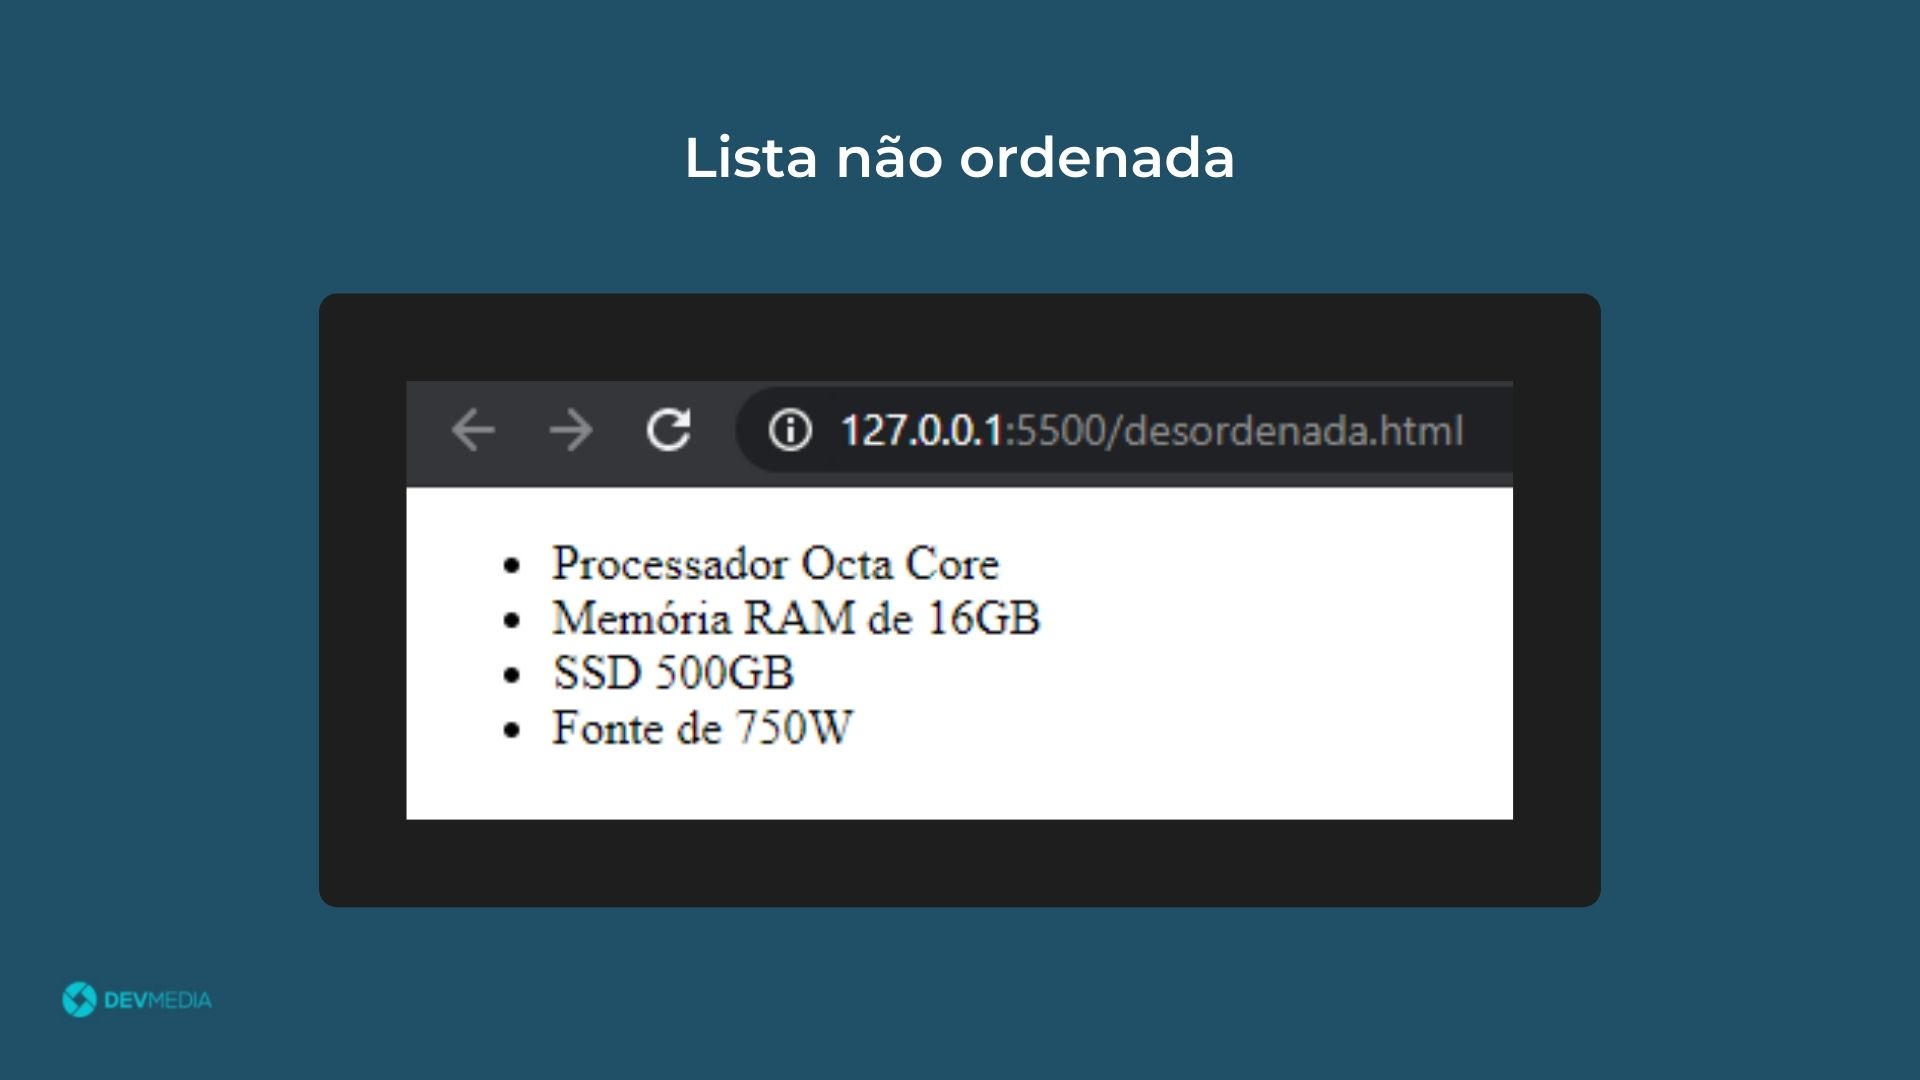 Lista não ordenada
127.0.0.1:5500/desordenada.html
• Processador Octa Core
• Memória RAM de 16GB
• SSD 500GB
• Fonte de 750W
DEVMEDIA